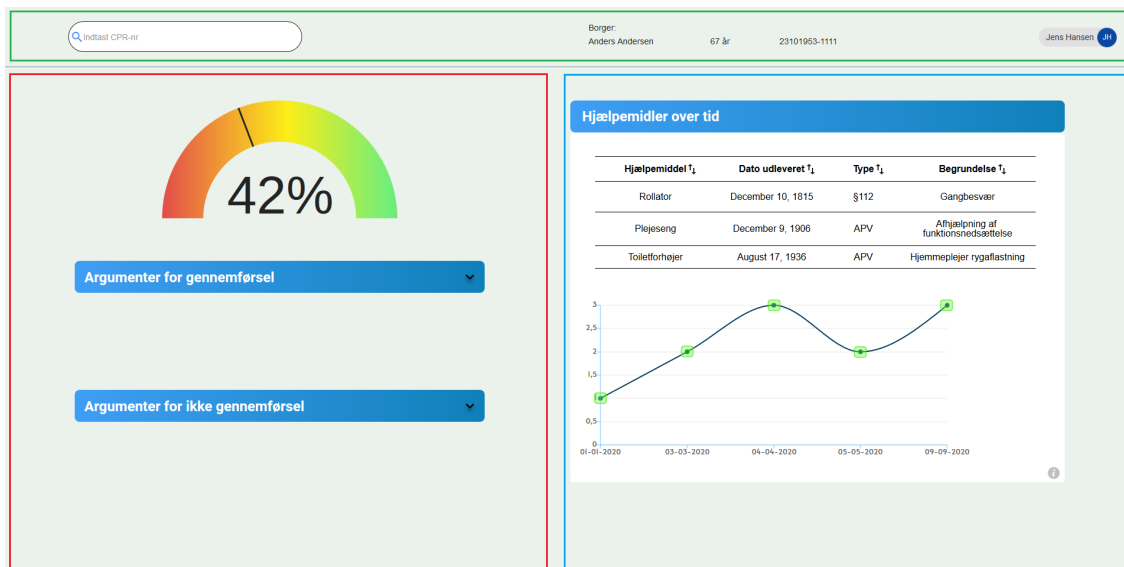 Indtast CPR-nr
Borger:
Anders Andersen 67 år 23101953-1111
Jens Hansen JH
42%
Argumenter for gennemførsel
Argumenter for ikke gennemførsel
Hjælpemidler over tid
Hjælpemiddel Dato udleveret Type Begrundelse
Rollator December 10, 1815 §112 Gangbesvær
Plejeseng December 9, 1906 APV Afhjælpning af
funktionsnedsættelse
Toiletforhøjer August 17, 1936 APV Hjemmeplejer rygaflastning
3
2,5
2
1,5
0,5
0
01-01-2020 03-03-2020 04-04-2020 05-05-2020 09-09-2020
i